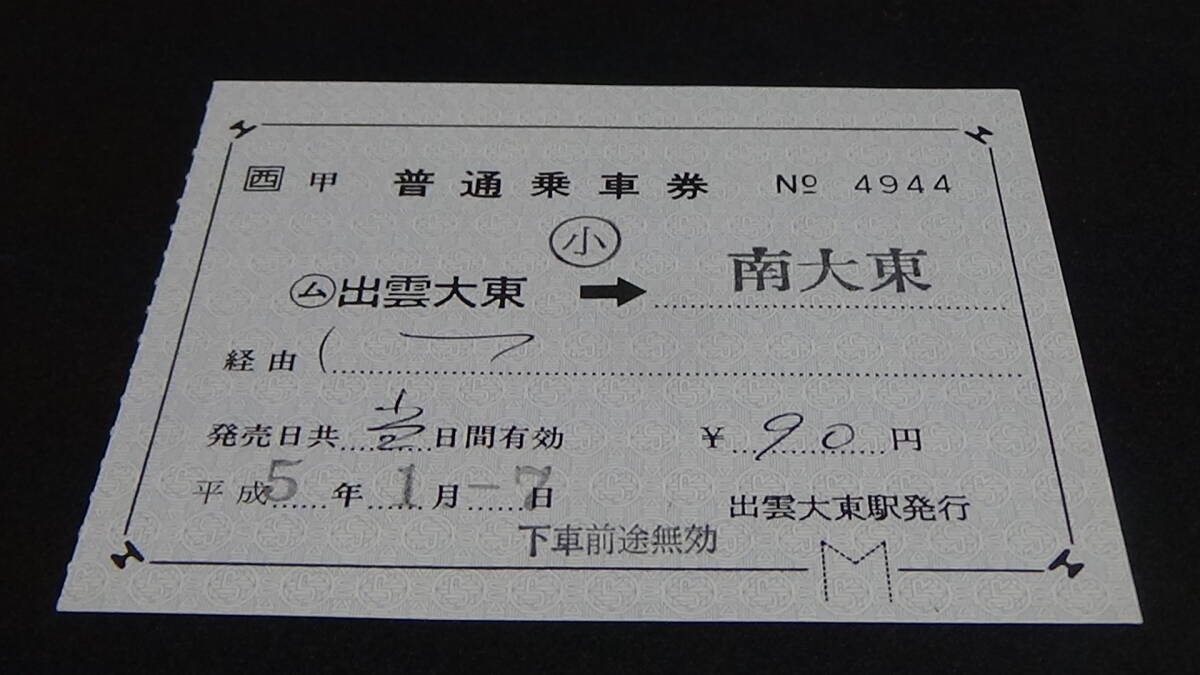 西 甲 普通乗車券 No 4944
小
ム 出雲大東 → 南大東
経由
発売日共 当 日間有効 ¥ 90 円
平成 5 年 1 月 -7 日
出雲大東駅発行
下車前途無効